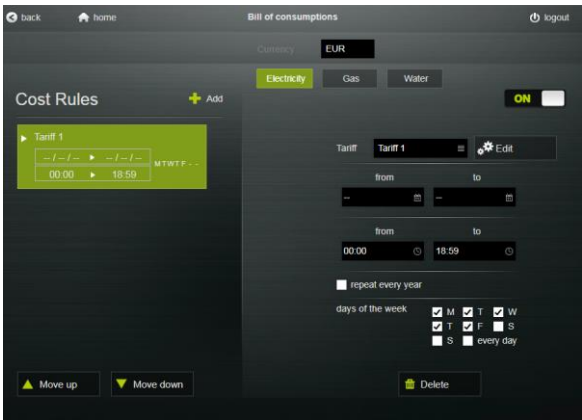 back home Bill of consumptions logout
Currency EUR
Electricity Gas Water
Cost Rules Add ON
Tariff 1
--/--/-- --/--/--
MTWTF--
00:00 18:59
Tariff Tariff 1 Edit
from to
-- --
from to
00:00 18:59
repeat every year
days of the week M T W
T F S
S every day
Move up Move down Delete